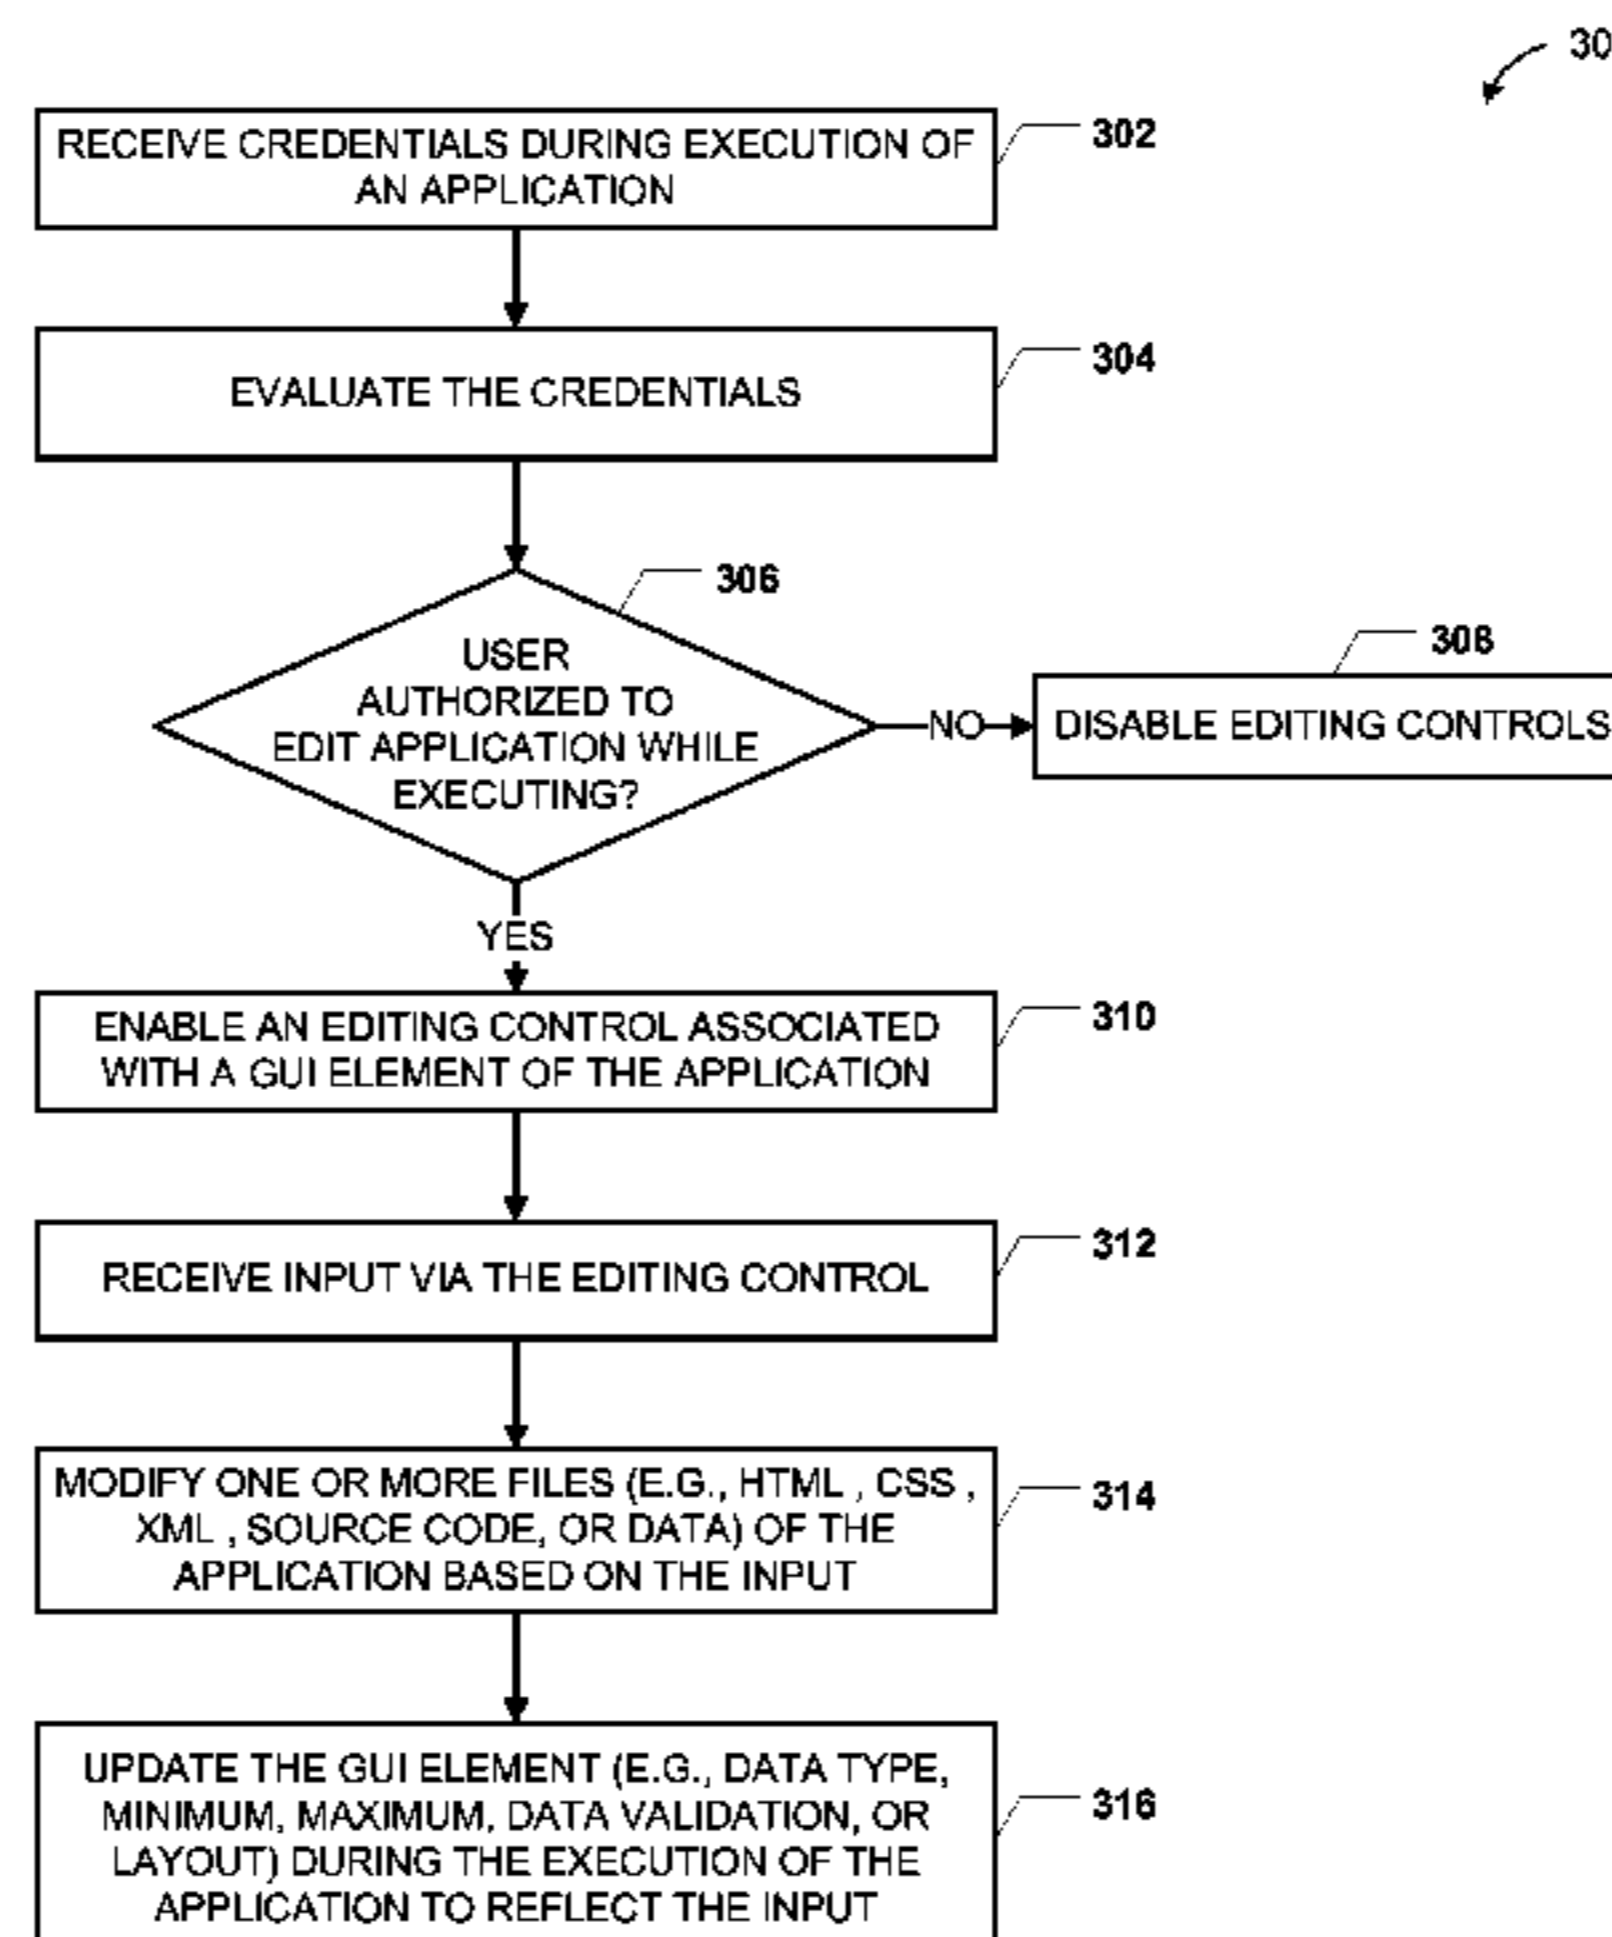 30
RECEIVE CREDENTIALS DURING EXECUTION OF
AN APPLICATION
302
EVALUATE THE CREDENTIALS
304
306
USER
AUTHORIZED TO
EDIT APPLICATION WHILE
EXECUTING?
NO
308
DISABLE EDITING CONTROLS
YES
ENABLE AN EDITING CONTROL ASSOCIATED
WITH A GUI ELEMENT OF THE APPLICATION
310
RECEIVE INPUT VIA THE EDITING CONTROL
312
MODIFY ONE OR MORE FILES (E.G., HTML , CSS ,
XML , SOURCE CODE, OR DATA) OF THE
APPLICATION BASED ON THE INPUT
314
UPDATE THE GUI ELEMENT (E.G., DATA TYPE,
MINIMUM, MAXIMUM, DATA VALIDATION, OR
LAYOUT) DURING THE EXECUTION OF THE
APPLICATION TO REFLECT THE INPUT
316